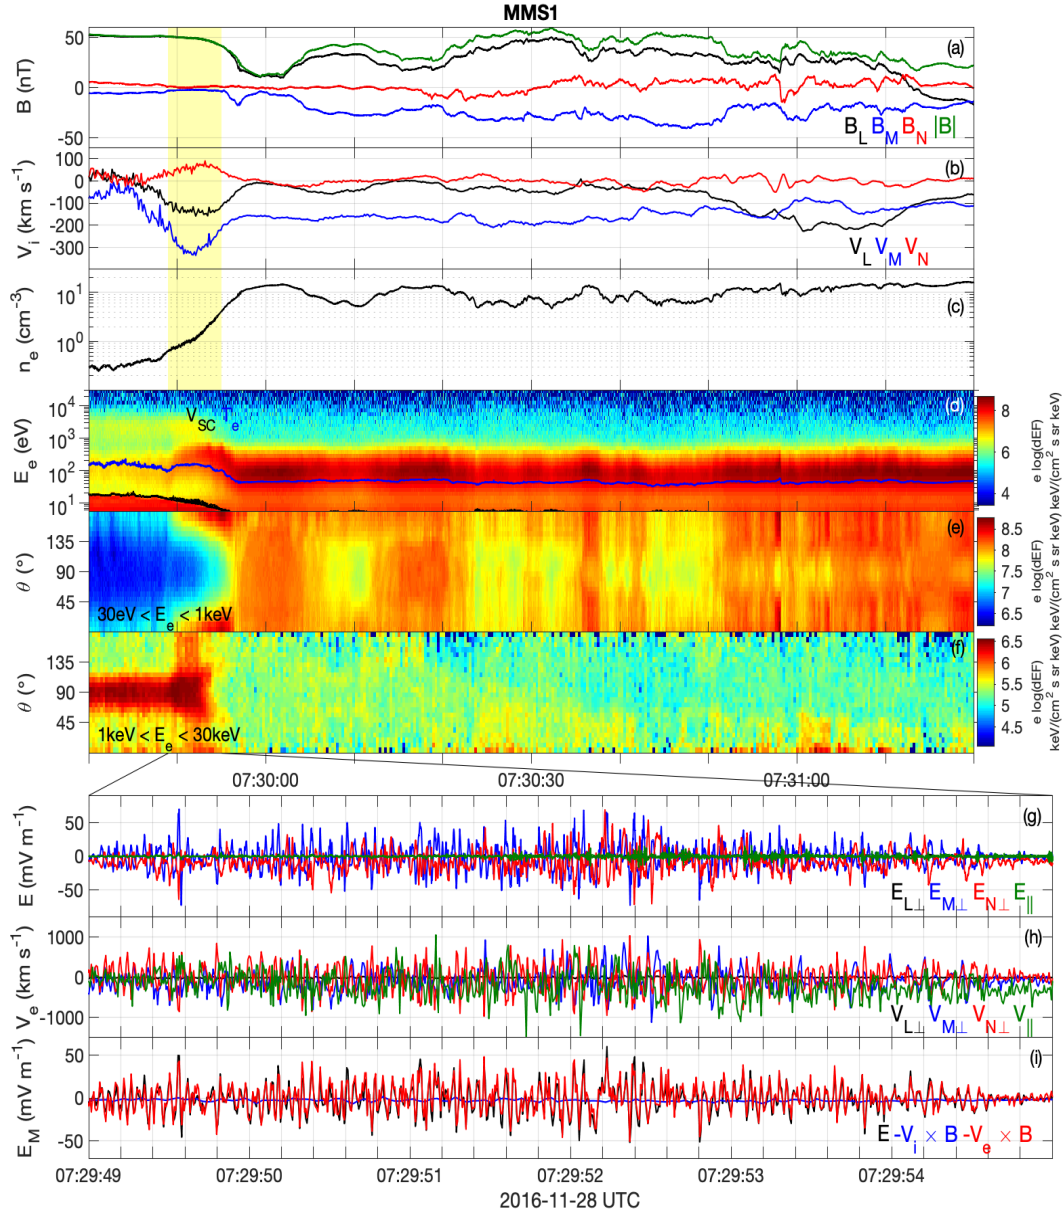 MMS1
50
0
-50
B (nT)
(a)
B_L B_M B_N |B|
100
0
-100
-200
-300
V_i (km s^-1)
(b)
V_L V_M V_N
10^1
10^0
n_e (cm^-3)
(c)
10^4
10^3
10^2
10^1
E_e (eV)
V_SC T_e
(d)
8
6
4
e log(dEF)
keV/(cm^2 s sr keV)
135
90
45
θ (°)
(e)
30eV < E_e < 1keV
8.5
8
7.5
7
6.5
e log(dEF)
keV/(cm^2 s sr keV)
135
90
45
θ (°)
(f)
1keV < E_e < 30keV
6.5
6
5.5
5
4.5
e log(dEF)
keV/(cm^2 s sr keV)
07:30:00 07:30:30 07:31:00
50
0
-50
E (mV m^-1)
(g)
E_L⊥ E_M⊥ E_N⊥ E_||
1000
0
-1000
V_e (km s^-1)
(h)
V_L⊥ V_M⊥ V_N⊥ V_||
50
0
-50
E_M (mV m^-1)
(i)
E -V_i × B -V_e × B
07:29:49 07:29:50 07:29:51 07:29:52 07:29:53 07:29:54
2016-11-28 UTC